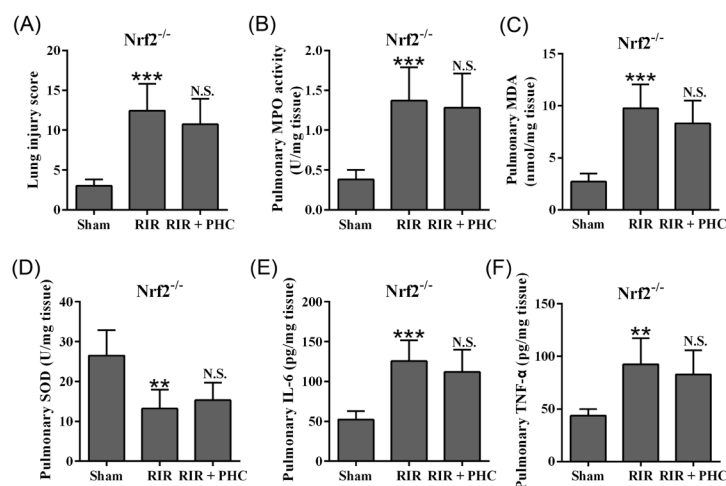 (A)
Nrf2-/-
Lung injury score
20
15
10
5
0
***
N.S.
Sham RIR RIR + PHC
(B)
Nrf2-/-
Pulmonary MPO activity
(U/mg tissue)
2.0
1.5
1.0
0.5
0.0
***
N.S.
Sham RIR RIR + PHC
(C)
Nrf2-/-
Pulmonary MDA
(nmol/mg tissue)
15
10
5
0
***
N.S.
Sham RIR RIR + PHC
(D)
Nrf2-/-
Pulmonary SOD (U/mg tissue)
40
30
20
10
0
**
N.S.
Sham RIR RIR + PHC
(E)
Nrf2-/-
Pulmonary IL-6 (pg/mg tissue)
200
150
100
50
0
***
N.S.
Sham RIR RIR + PHC
(F)
Nrf2-/-
Pulmonary TNF-α (pg/mg tissue)
150
100
50
0
**
N.S.
Sham RIR RIR + PHC